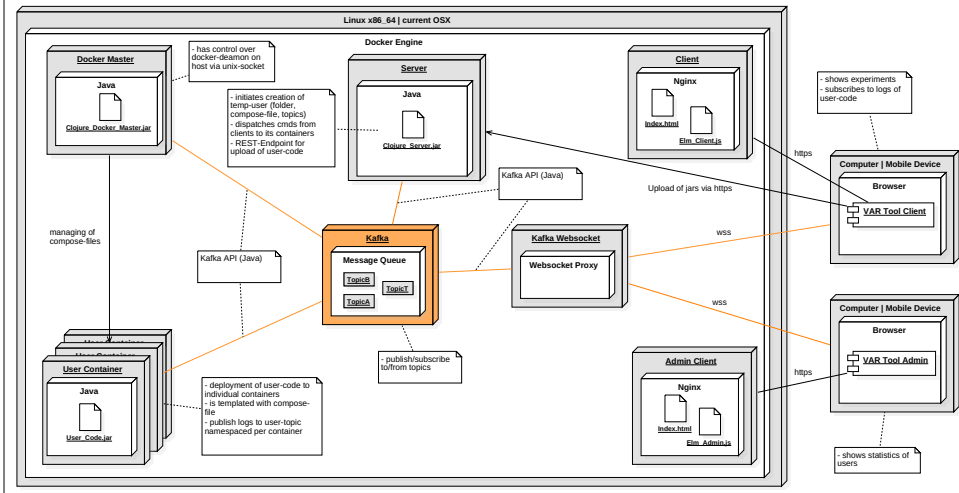 Linux x86_64 | current OSX
Docker Engine
Docker Master
Java
Clojure_Docker_Master.jar
- has control over
docker-deamon on
host via unix-socket
- initiates creation of
temp-user (folder,
compose-file, topics)
- dispatches cmds from
clients to its containers
- REST-Endpoint for
upload of user-code
Server
Java
Clojure_Server.jar
Client
Nginx
Index.html
Elm_Client.js
- shows experiments
- subscribes to logs of
user-code
https
Computer | Mobile Device
Browser
VAR Tool Client
Upload of jars via https
Kafka API (Java)
managing of
compose-files
Kafka API (Java)
Kafka
Message Queue
TopicB
TopicT
TopicA
Kafka Websocket
Websocket Proxy
wss
wss
Computer | Mobile Device
Browser
VAR Tool Admin
https
- publish/subscribe
to/from topics
User Container
User Container
User Container
Java
User_Code.jar
- deployment of user-code to
individual containers
- is templated with compose-
file
- publish logs to user-topic
namespaced per container
Admin Client
Nginx
Index.html
Elm_Admin.js
- shows statistics of
users